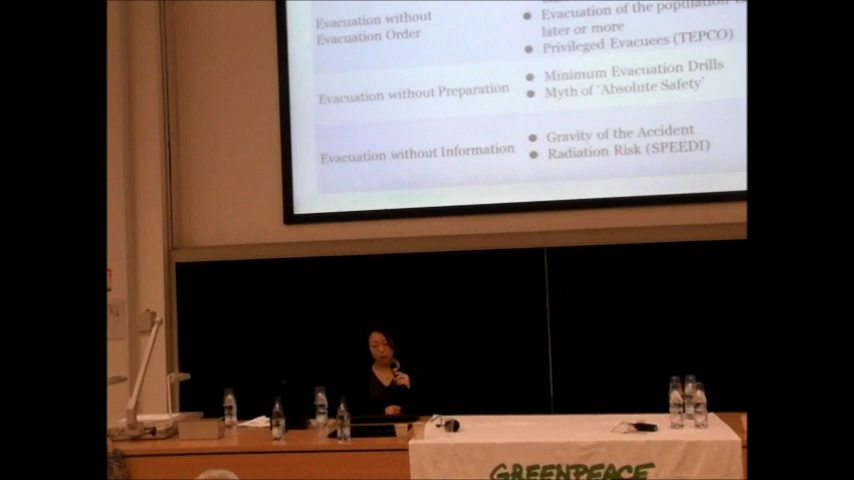 Evacuation without
Evacuation Order
● Evacuation of the population
later or more
● Privileged Evacuees (TEPCO)
Evacuation without Preparation
● Minimum Evacuation Drills
● Myth of 'Absolute Safety'
Evacuation without Information
● Gravity of the Accident
● Radiation Risk (SPEEDI)
GREENPEACE